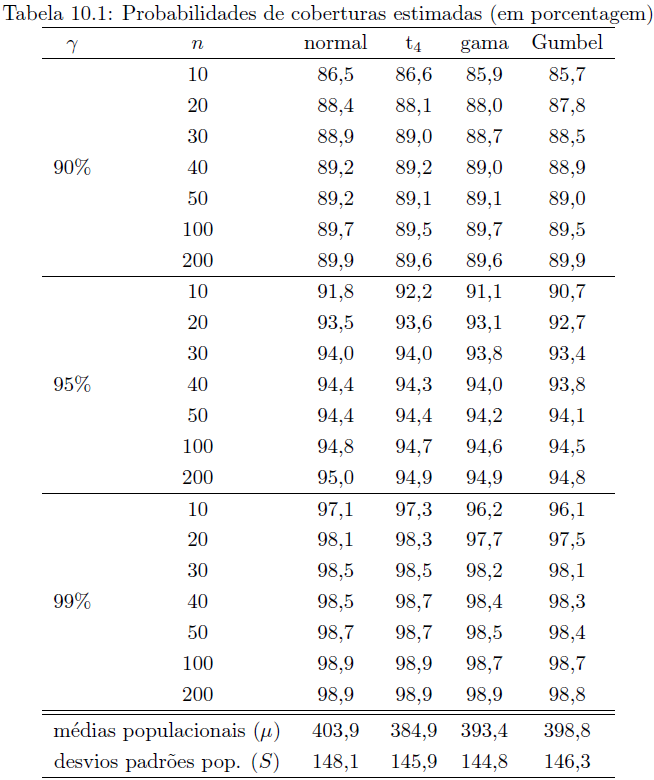 Tabela 10.1: Probabilidades de coberturas estimadas (em porcentagem)
γ n normal t₄ gama Gumbel
10 86,5 86,6 85,9 85,7
20 88,4 88,1 88,0 87,8
30 88,9 89,0 88,7 88,5
90% 40 89,2 89,2 89,0 88,9
50 89,2 89,1 89,1 89,0
100 89,7 89,5 89,7 89,5
200 89,9 89,6 89,6 89,9
10 91,8 92,2 91,1 90,7
20 93,5 93,6 93,1 92,7
30 94,0 94,0 93,8 93,4
95% 40 94,4 94,3 94,0 93,8
50 94,4 94,4 94,2 94,1
100 94,8 94,7 94,6 94,5
200 95,0 94,9 94,9 94,8
10 97,1 97,3 96,2 96,1
20 98,1 98,3 97,7 97,5
30 98,5 98,5 98,2 98,1
99% 40 98,5 98,7 98,4 98,3
50 98,7 98,7 98,5 98,4
100 98,9 98,9 98,7 98,7
200 98,9 98,9 98,9 98,8
médias populacionais (μ) 403,9 384,9 393,4 398,8
desvios padrões pop. (S) 148,1 145,9 144,8 146,3